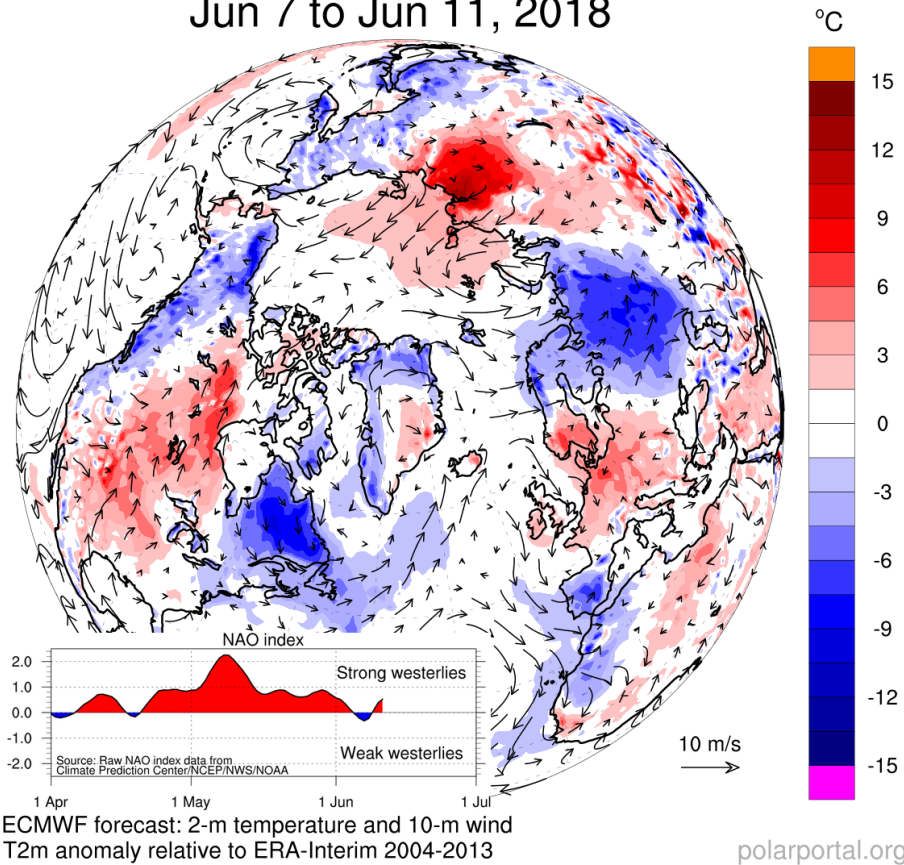 Jun 7 to Jun 11, 2018
oC
15
12
9
6
3
0
-3
-6
-9
-12
-15
10 m/s
NAO index
2.0
1.0
0.0
-1.0
-2.0
Strong westerlies
Weak westerlies
Source: Raw NAO index data from
Climate Prediction Center/NCEP/NWS/NOAA
1 Apr
1 May
1 Jun
1 Jul
ECMWF forecast: 2-m temperature and 10-m wind
T2m anomaly relative to ERA-Interim 2004-2013
polarportal.org